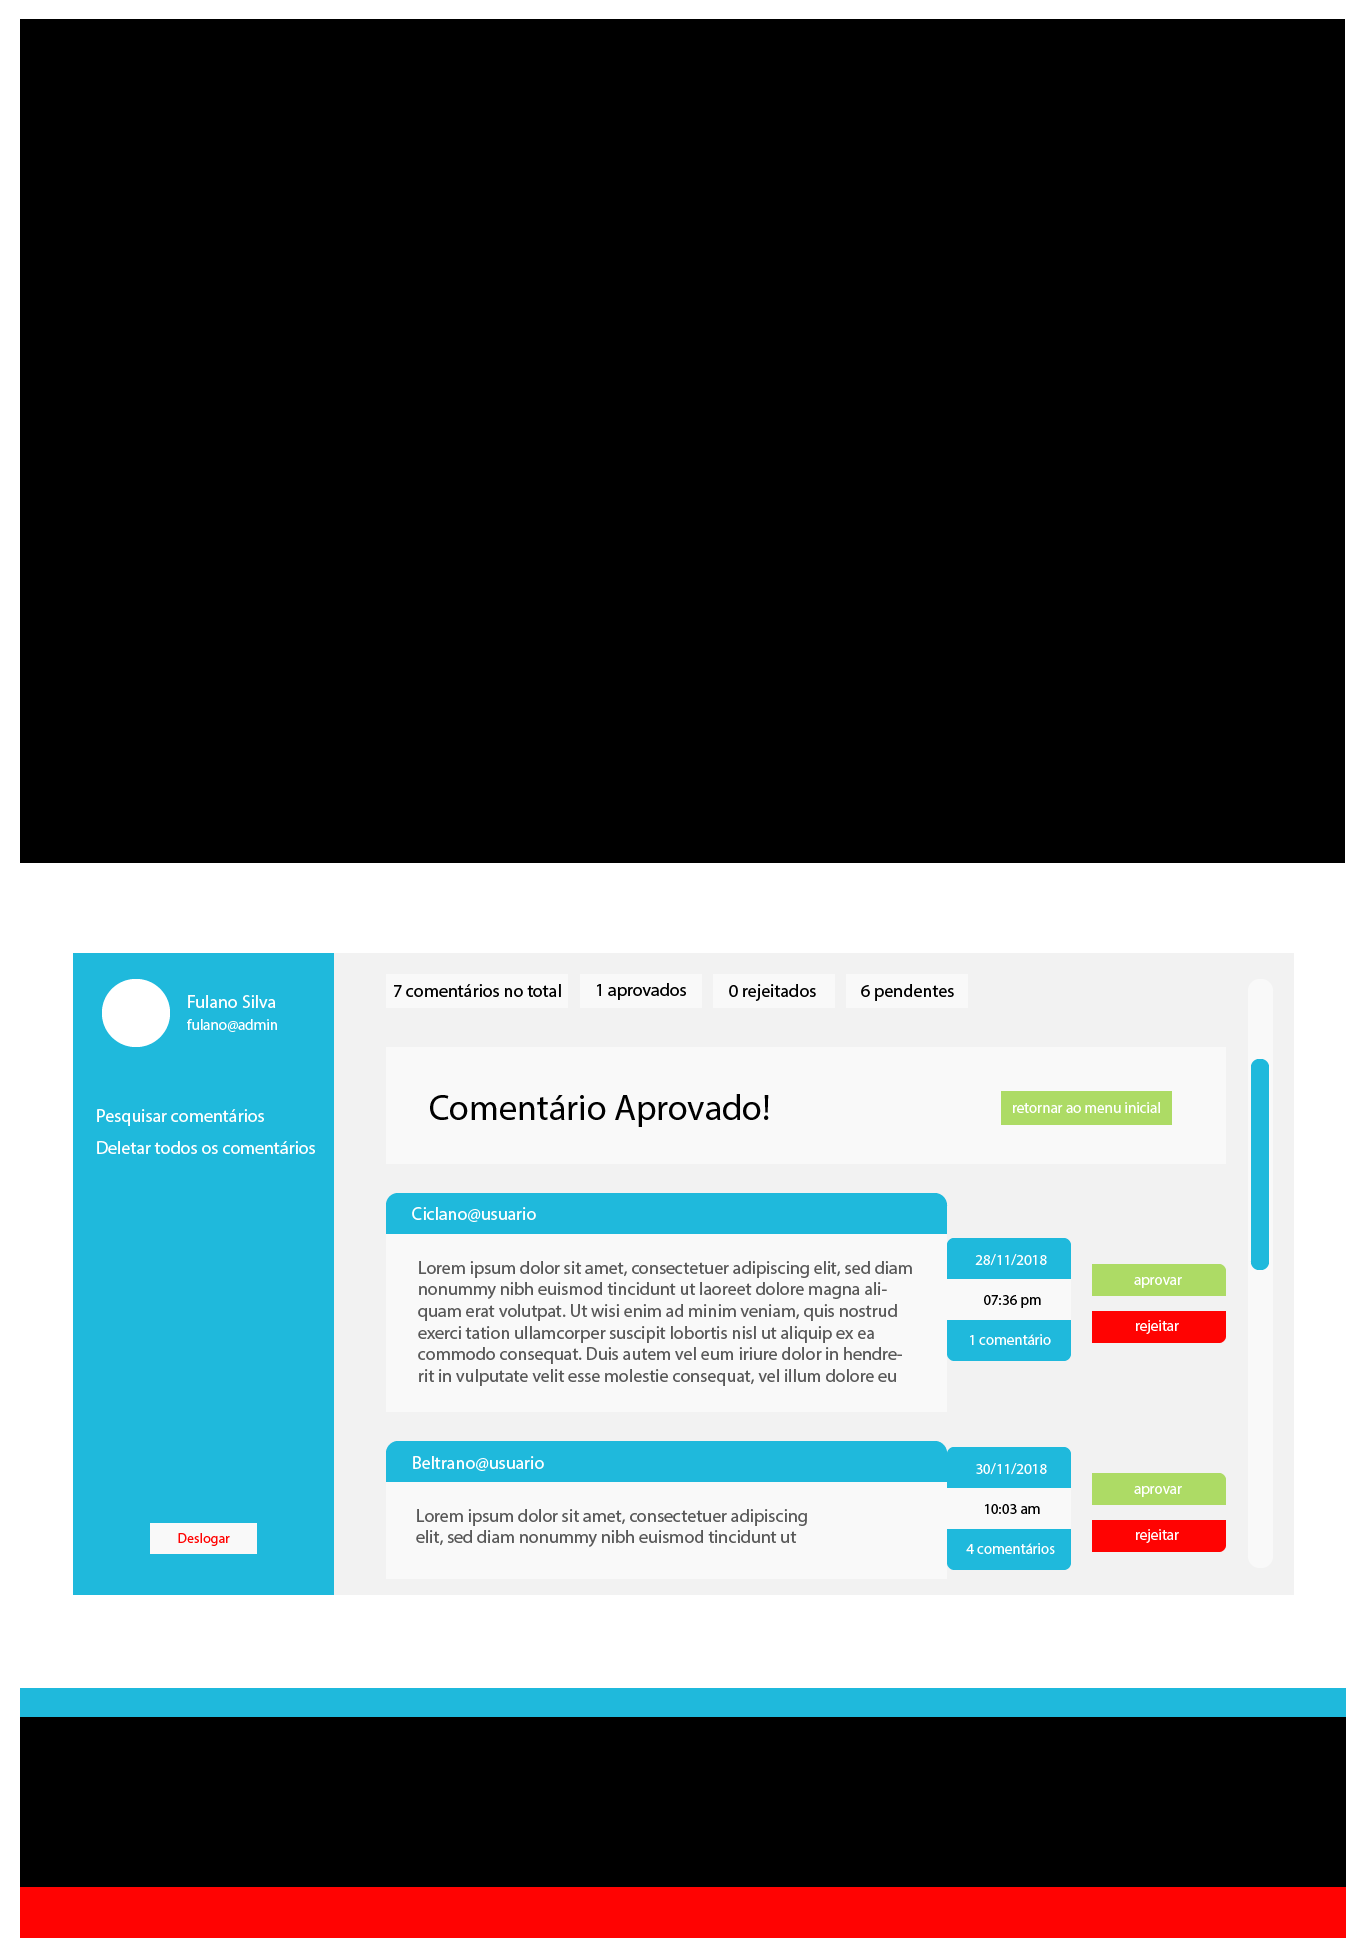 Fulano Silva
fulano@admin
Pesquisar comentários
Deletar todos os comentários
Deslogar
7 comentários no total
1 aprovados
0 rejeitados
6 pendentes
Comentário Aprovado!
retornar ao menu inicial
Ciclano@usuario
Lorem ipsum dolor sit amet, consectetuer adipiscing elit, sed diam
nonummy nibh euismod tincidunt ut laoreet dolore magna ali-
quam erat volutpat. Ut wisi enim ad minim veniam, quis nostrud
exerci tation ullamcorper suscipit lobortis nisl ut aliquip ex ea
commodo consequat. Duis autem vel eum iriure dolor in hendre-
rit in vulputate velit esse molestie consequat, vel illum dolore eu
28/11/2018
07:36 pm
1 comentário
aprovar
rejeitar
Beltrano@usuario
Lorem ipsum dolor sit amet, consectetuer adipiscing
elit, sed diam nonummy nibh euismod tincidunt ut
30/11/2018
10:03 am
4 comentários
aprovar
rejeitar